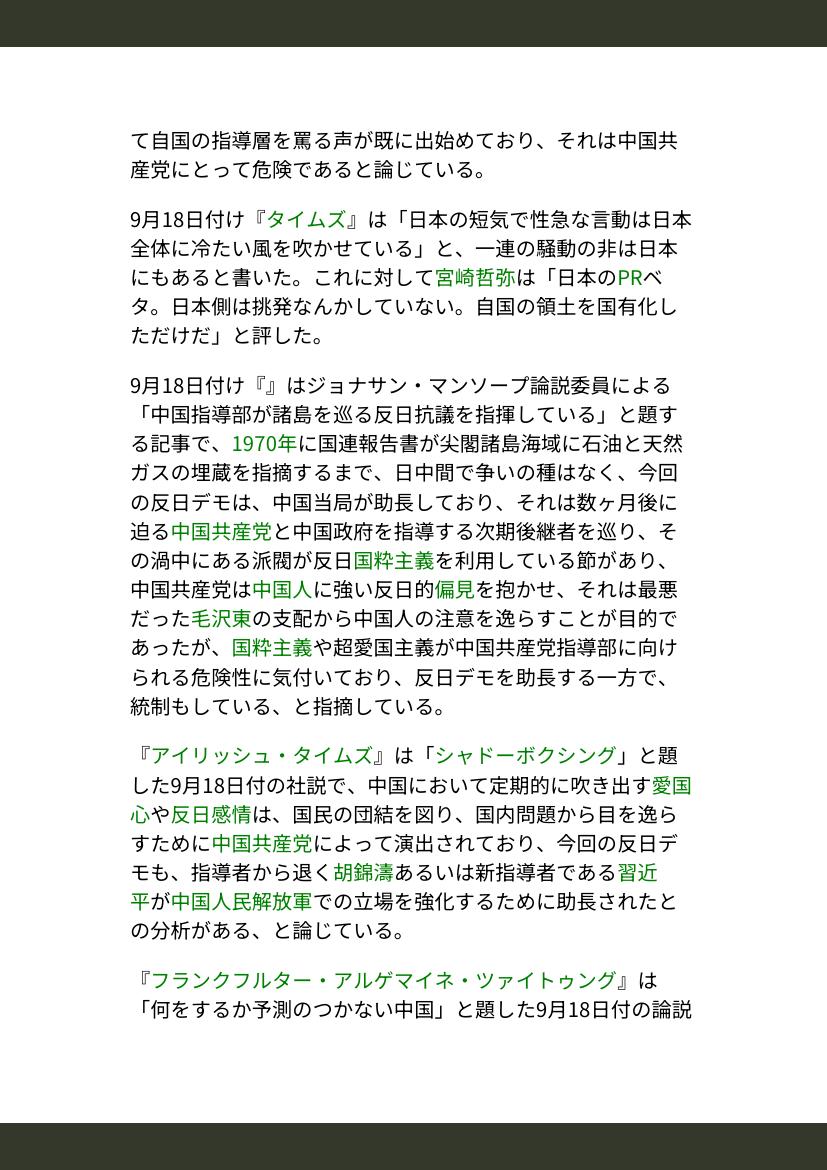 て自国の指導層を罵る声が既に出始めており、それは中国共
産党にとって危険であると論じている。
9月18日付け『タイムズ』は「日本の短気で性急な言動は日本
全体に冷たい風を吹かせている」と、一連の騒動の非は日本
にもあると書いた。これに対して宮崎哲弥は「日本のPRベ
タ。日本側は挑発なんかしていない。自国の領土を国有化し
ただけだ」と評した。
9月18日付け『』はジョナサン・マンソープ論説委員による
「中国指導部が諸島を巡る反日抗議を指揮している」と題す
る記事で、1970年に国連報告書が尖閣諸島海域に石油と天然
ガスの埋蔵を指摘するまで、日中間で争いの種はなく、今回
の反日デモは、中国当局が助長しており、それは数ヶ月後に
迫る中国共産党と中国政府を指導する次期後継者を巡り、そ
の渦中にある派閥が反日国粋主義を利用している節があり、
中国共産党は中国人に強い反日的偏見を抱かせ、それは最悪
だった毛沢東の支配から中国人の注意を逸らすことが目的で
あったが、国粋主義や超愛国主義が中国共産党指導部に向け
られる危険性に気付いており、反日デモを助長する一方で、
統制もしている、と指摘している。
『アイリッシュ・タイムズ』は「シャドーボクシング」と題
した9月18日付の社説で、中国において定期的に吹き出す愛国
心や反日感情は、国民の団結を図り、国内問題から目を逸ら
すために中国共産党によって演出されており、今回の反日デ
モも、指導者から退く胡錦濤あるいは新指導者である習近
平が中国人民解放軍での立場を強化するために助長されたと
の分析がある、と論じている。
『フランクフルター・アルゲマイネ・ツァイトゥング』は
「何をするか予測のつかない中国」と題した9月18日付の論説